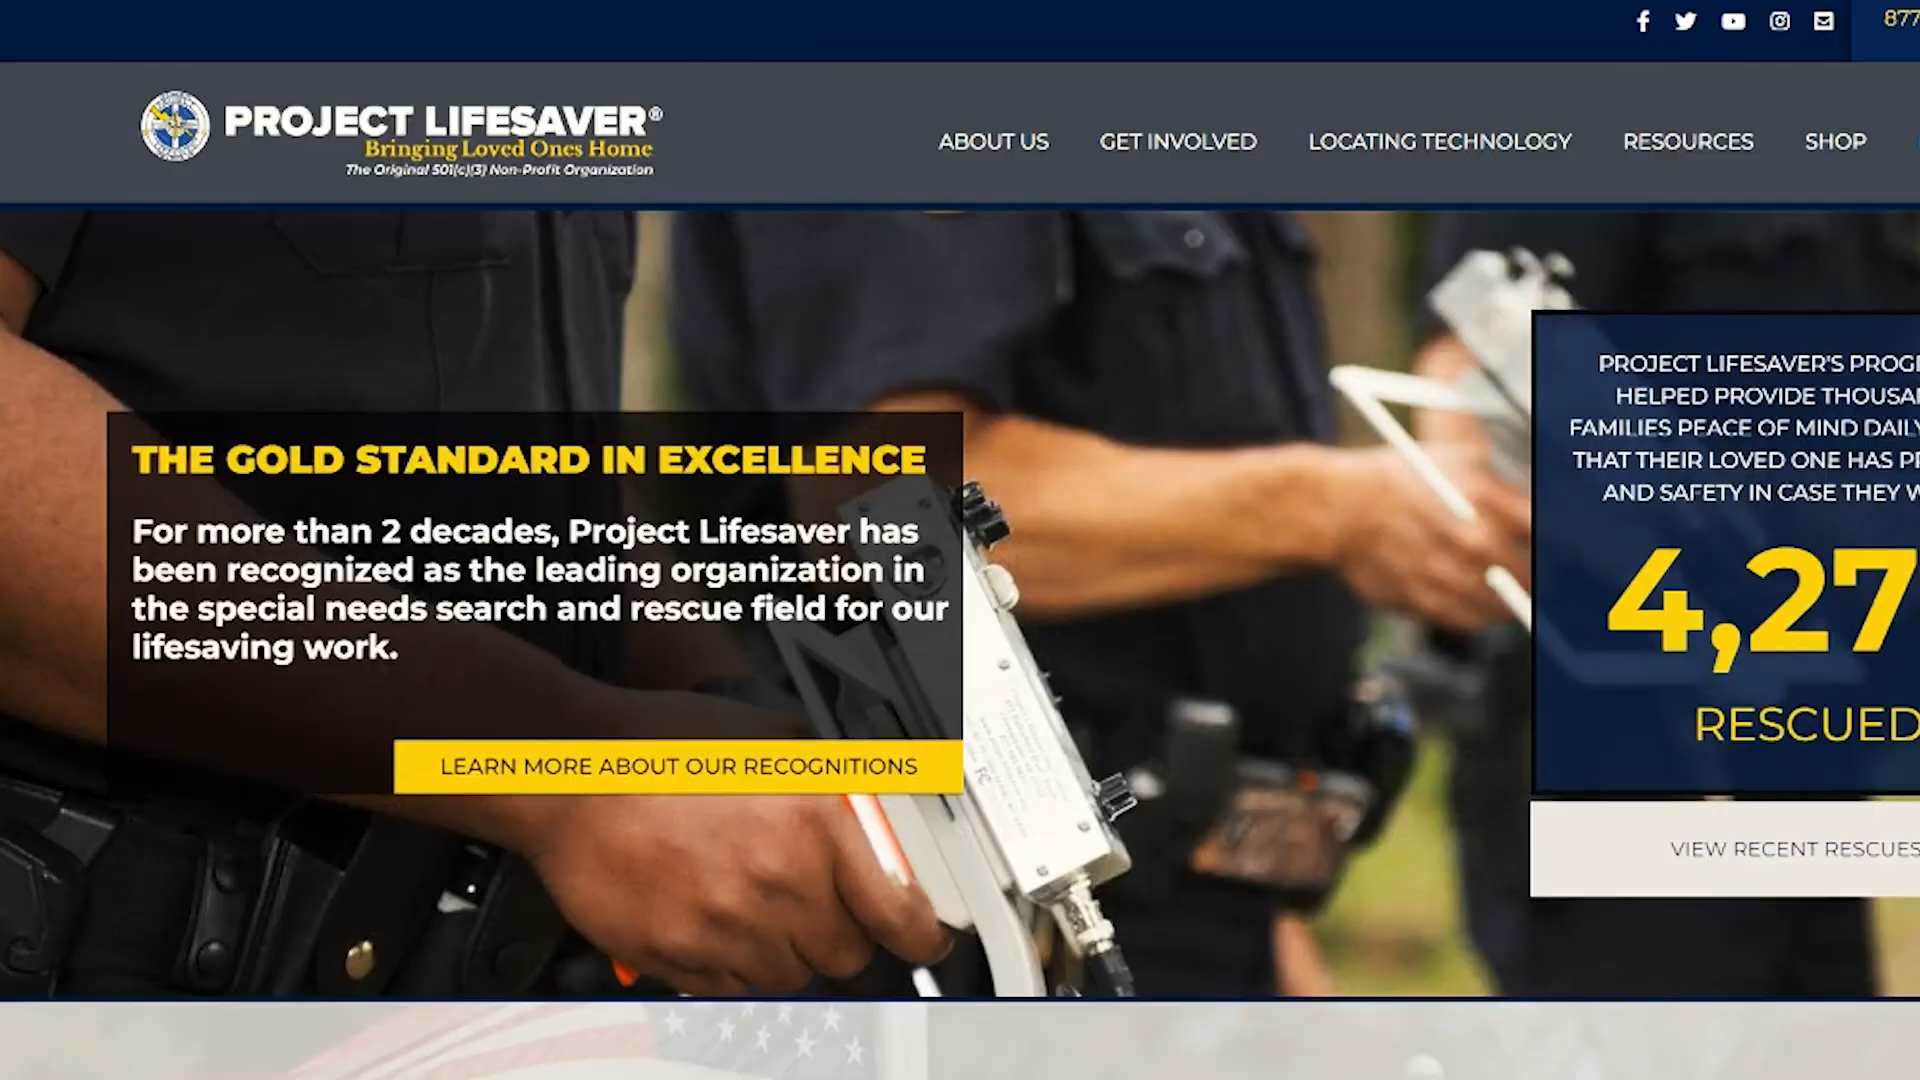 877
PROJECT LIFESAVER®
Bringing Loved Ones Home
The Original 501(c)(3) Non-Profit Organization
ABOUT US
GET INVOLVED
LOCATING TECHNOLOGY
RESOURCES
SHOP
THE GOLD STANDARD IN EXCELLENCE
For more than 2 decades, Project Lifesaver has
been recognized as the leading organization in
the special needs search and rescue field for our
lifesaving work.
LEARN MORE ABOUT OUR RECOGNITIONS
PROJECT LIFESAVER'S
HELPED PROVIDE
FAMILIES PEACE OF MIND DAILY
THAT THEIR LOVED ONE HAS
AND SAFETY IN CASE THEY
4,27
RESCUED
VIEW RECENT RESCUES
FC